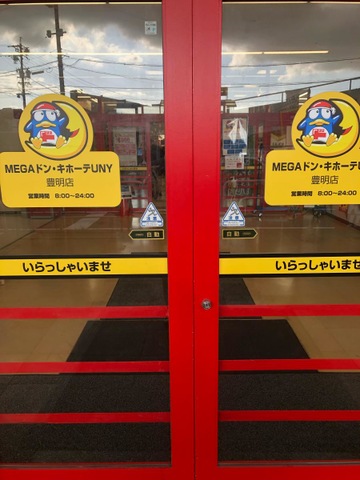 MEGAドン・キホーテUNY
豊明店
営業時間 8:00~24:00
MEGAドン・キホーテUNY
豊明店
営業時間 8:00~24:00
自動
自動
いらっしゃいませ
いらっしゃいませ